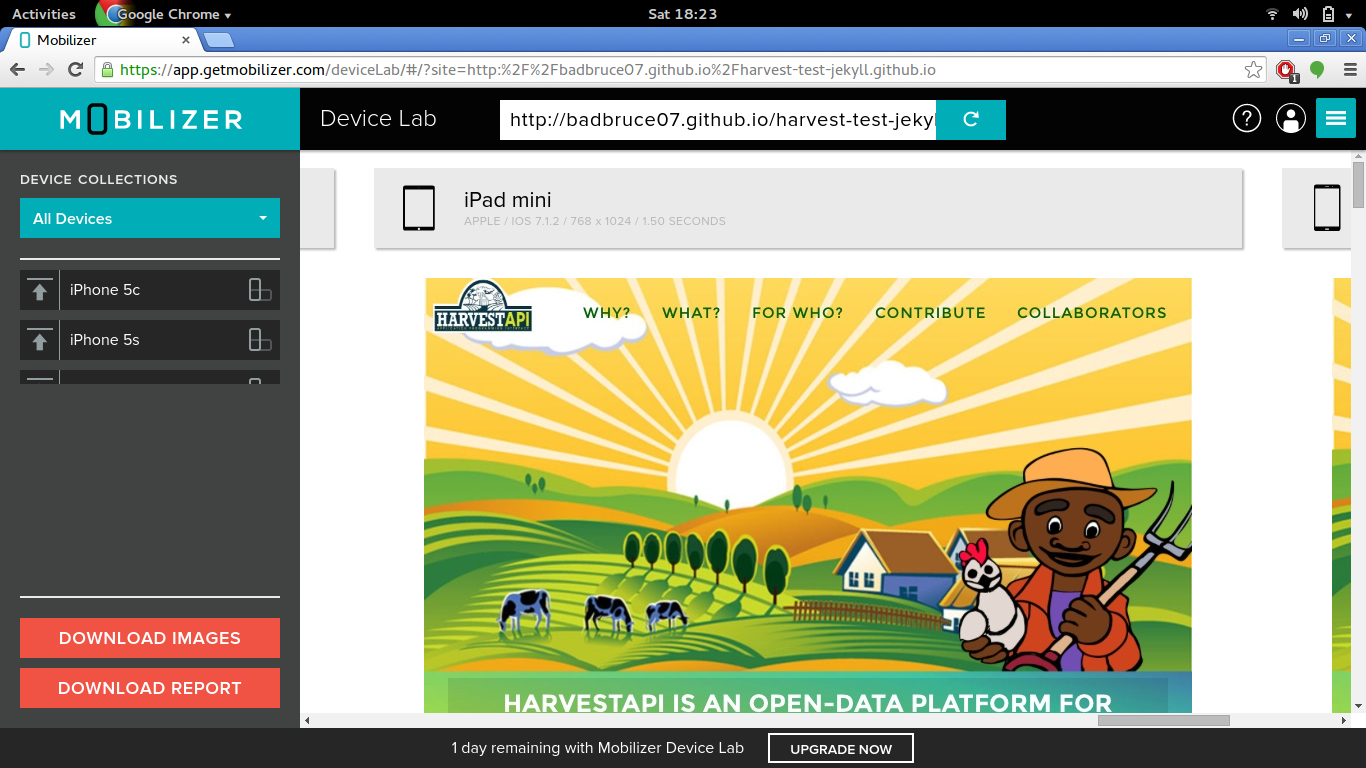 Activities
Google Chrome
Sat 18:23
Mobilizer
https://app.getmobilizer.com/deviceLab/#/?site=http:%2F%2Fbadbruce07.github.io%2Fharvest-test-jekyll.github.io
1
MOBILIZER
Device Lab
http://badbruce07.github.io/harvest-test-jekyl
?
DEVICE COLLECTIONS
All Devices
iPhone 5c
iPhone 5s
DOWNLOAD IMAGES
DOWNLOAD REPORT
iPad mini
APPLE / IOS 7.1.2 / 768 x 1024 / 1.50 SECONDS
HARVESTAPI
WHY?
WHAT?
FOR WHO?
CONTRIBUTE
COLLABORATORS
HARVESTAPI IS AN OPEN-DATA PLATFORM FOR
1 day remaining with Mobilizer Device Lab
UPGRADE NOW